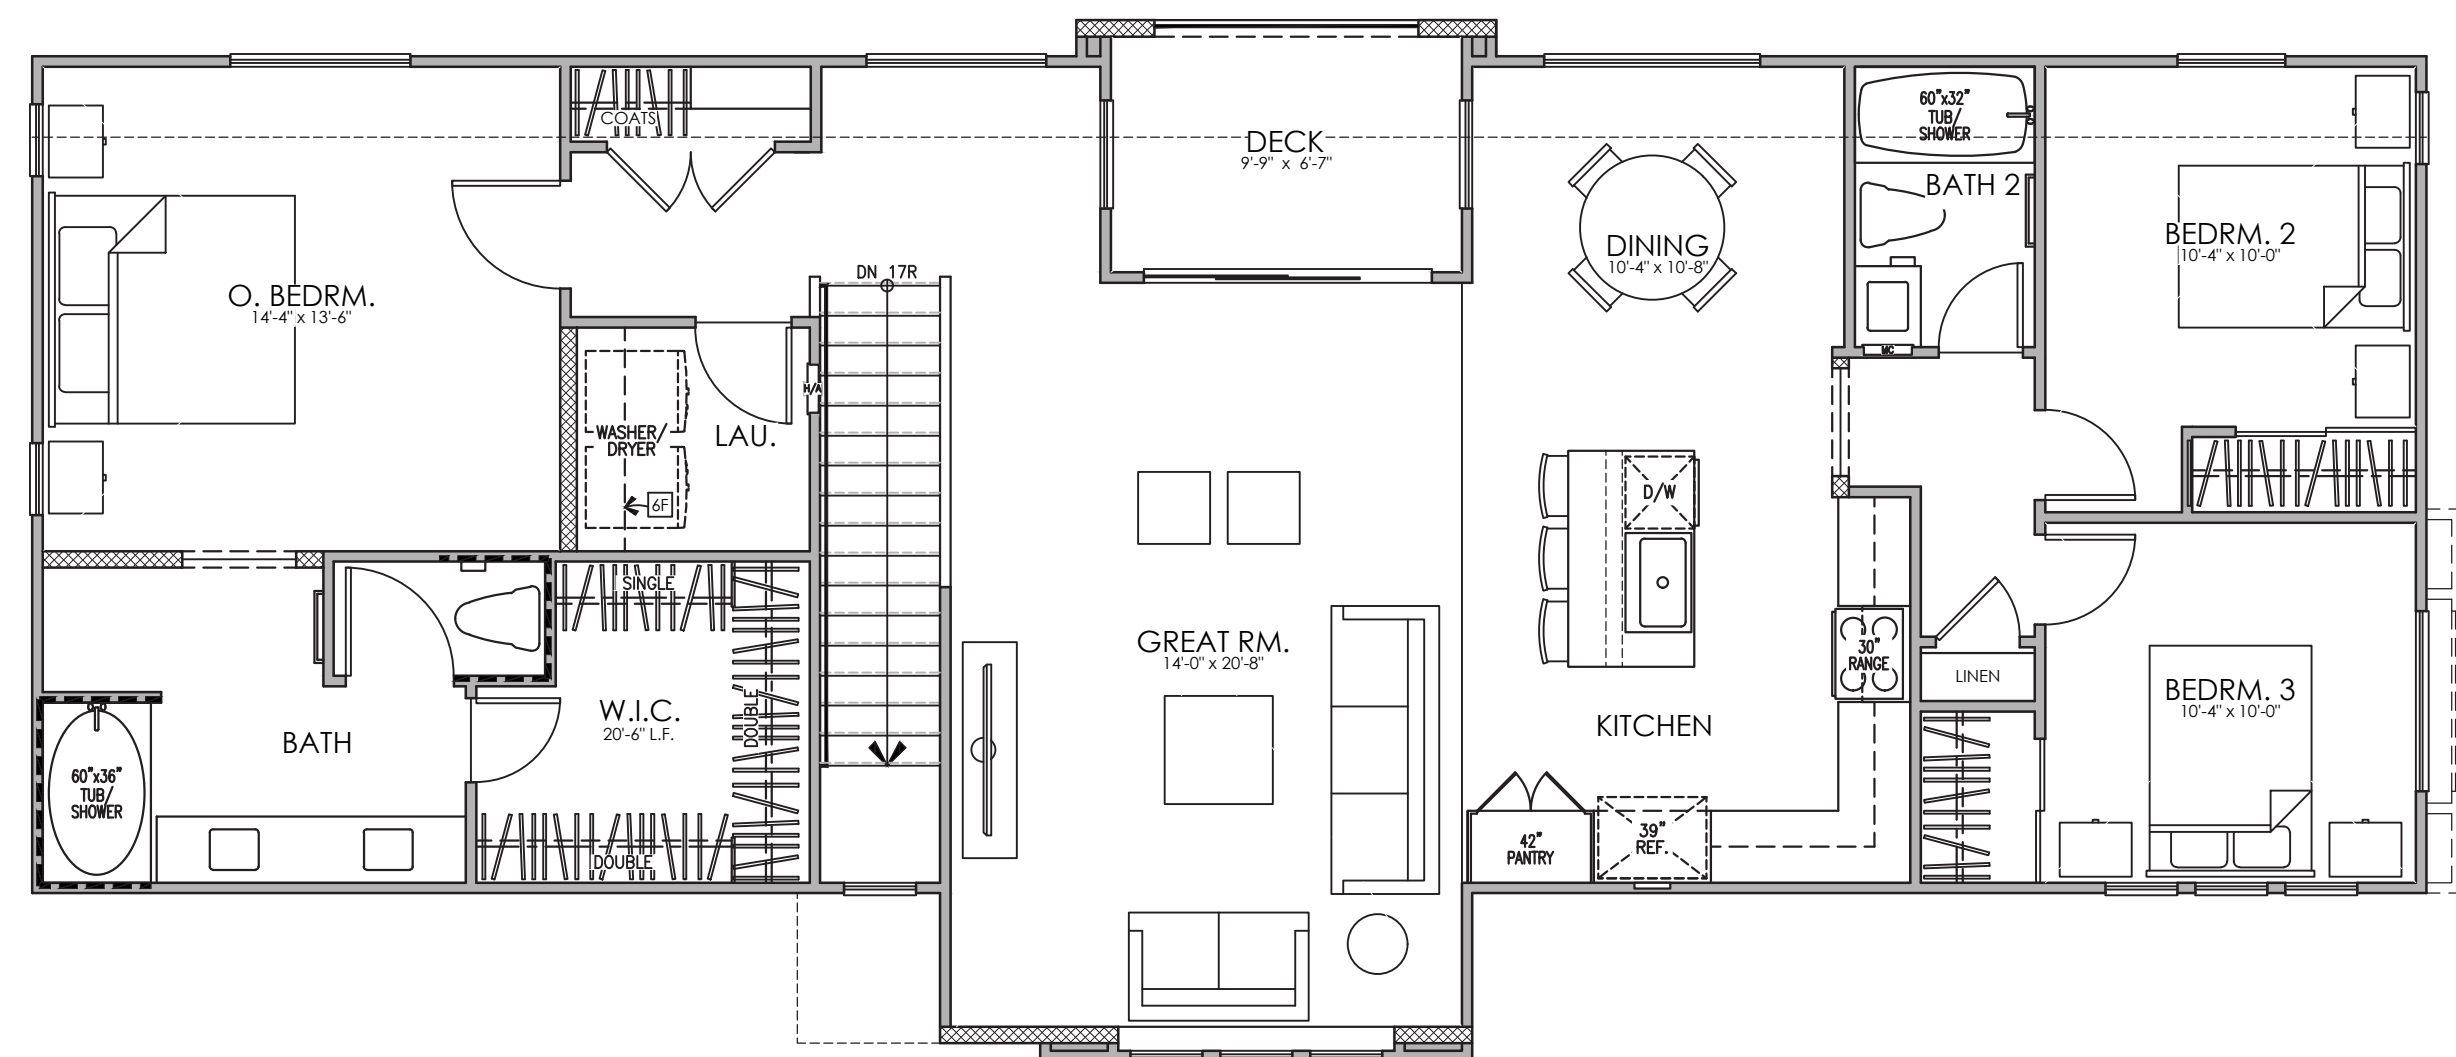 COATS
DECK
9'-9" x 6'-7"
60"x32"
TUB/
SHOWER
BATH 2
BEDRM. 2
10'-4" x 10'-0"
DINING
10'-4" x 10'-8"
O. BEDRM.
14'-4" x 13'-6"
DN 17R
MC
H/A
WASHER/
DRYER
LAU.
6F
D/W
SINGLE
GREAT RM.
14'-0" x 20'-8"
30"
RANGE
LINEN
BEDRM. 3
10'-4" x 10'-0"
W.I.C.
20'-6" L.F.
DOUBLE
KITCHEN
BATH
60"x36"
TUB/
SHOWER
DOUBLE
42"
PANTRY
39"
REF.